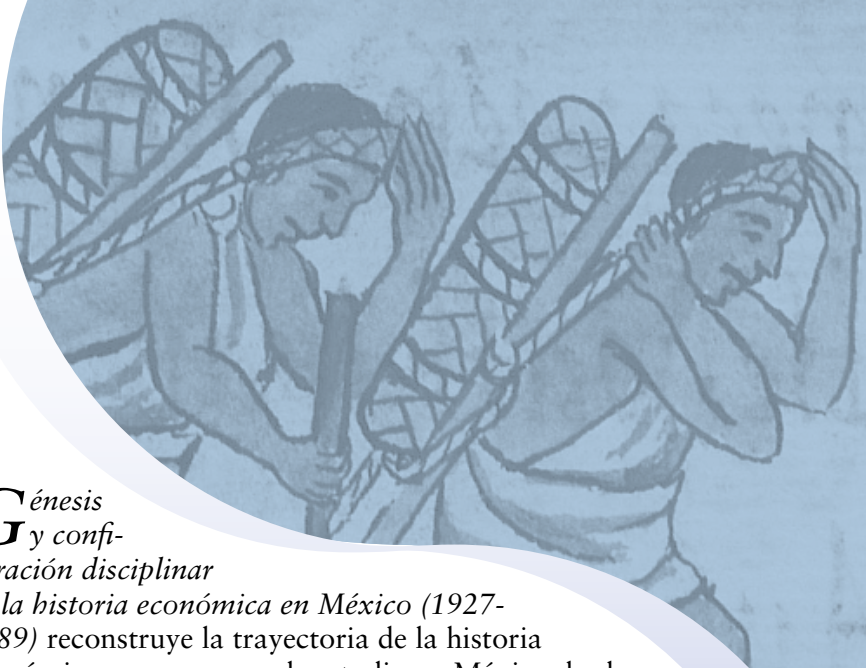 Génesis
y confi-
ración disciplinar
la historia económica en México (1927-
89) reconstruye la trayectoria de la historia